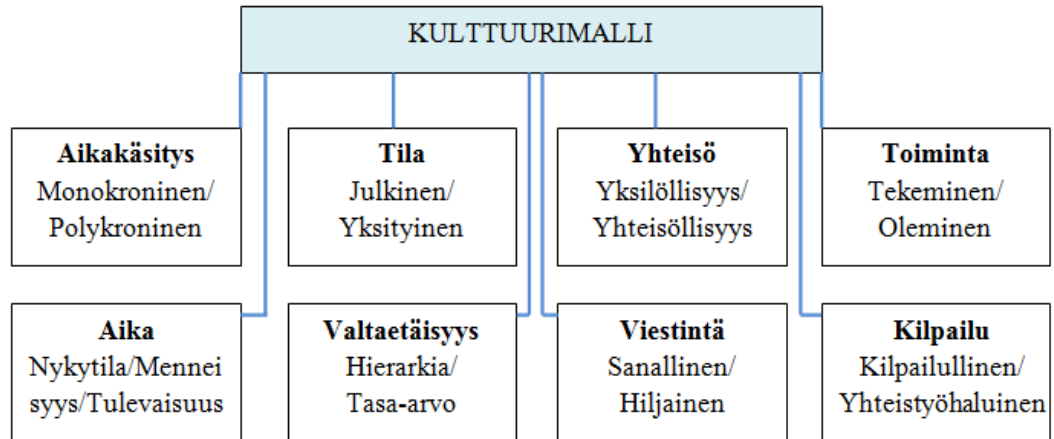 KULTTUURIMALLI
Aikakäsitys
Monokroninen/
Polykroninen
Tila
Julkinen/
Yksityinen
Yhteisö
Yksilöllisyys/
Yhteisöllisyys
Toiminta
Tekeminen/
Oleminen
Aika
Nykytila/Mennei
syys/Tulevaisuus
Valtaetäisyys
Hierarkia/
Tasa-arvo
Viestintä
Sanallinen/
Hiljainen
Kilpailu
Kilpailullinen/
Yhteistyöhaluinen